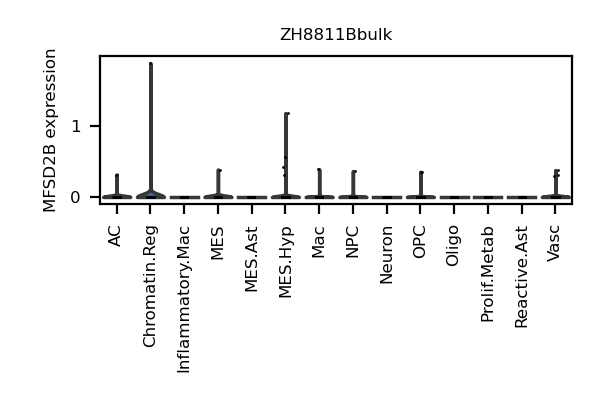 ZH8811Bbulk
MFSD2B expression
1
0
AC
Chromatin.Reg
Inflammatory.Mac
MES
MES.Ast
MES.Hyp
Mac
NPC
Neuron
OPC
Oligo
Prolif.Metab
Reactive.Ast
Vasc